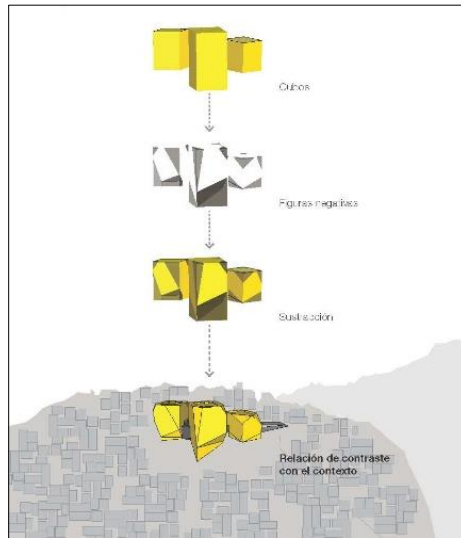 Cubos
Figuras negativas
Sustracción
Relación de contraste
con el contexto